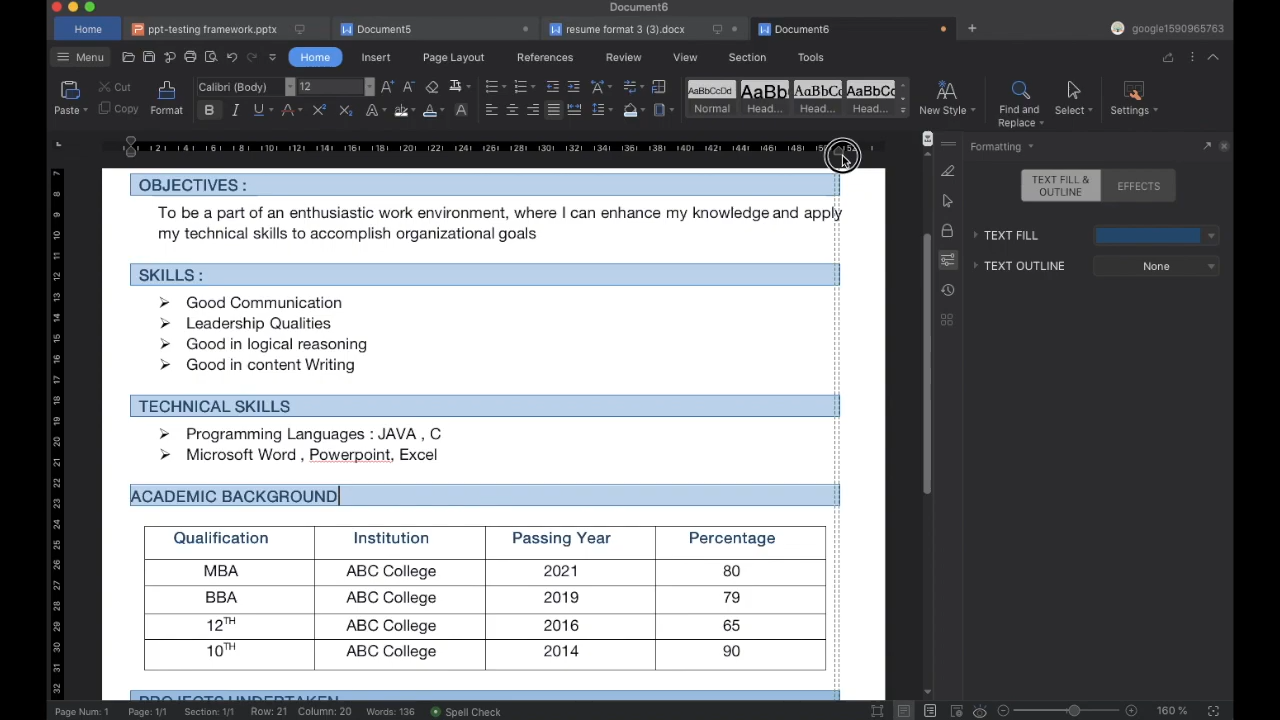 Document6
Home
ppt-testing framework.pptx
Document5
resume format 3 (3).docx
Document6
google1590965763
Menu
Home
Insert
Page Layout
References
Review
View
Section
Tools
Paste
Cut
Copy
Format
Calibri (Body)
12
AaBbCcDd
Normal
AaBb
Head...
AaBbC
Head...
AaBbCc
Head...
New Style
Find and
Replace
Select
Settings
Formatting
TEXT FILL &
OUTLINE
EFFECTS
TEXT FILL
TEXT OUTLINE
None
OBJECTIVES :
To be a part of an enthusiastic work environment, where I can enhance my knowledge and apply
my technical skills to accomplish organizational goals
SKILLS :
➢ Good Communication
➢ Leadership Qualities
➢ Good in logical reasoning
➢ Good in content Writing
TECHNICAL SKILLS
➢ Programming Languages : JAVA , C
➢ Microsoft Word , Powerpoint, Excel
ACADEMIC BACKGROUND
Qualification Institution Passing Year Percentage
MBA ABC College 2021 80
BBA ABC College 2019 79
12TH ABC College 2016 65
10TH ABC College 2014 90
PROJECTS UNDERTAKEN
Page Num: 1
Page: 1/1
Section: 1/1
Row: 21
Column: 20
Words: 136
Spell Check
160 %